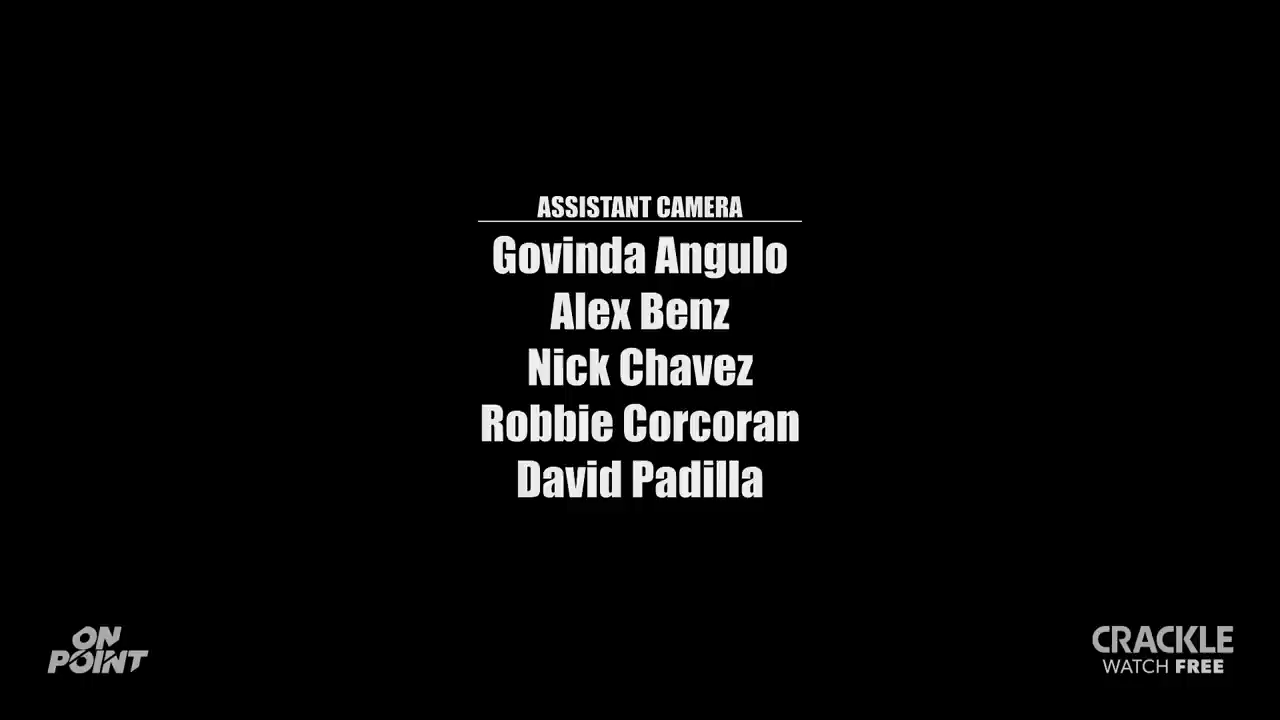 ASSISTANT CAMERA
Govinda Angulo
Alex Benz
Nick Chavez
Robbie Corcoran
David Padilla
ON
POINT
CRACKLE
WATCH FREE